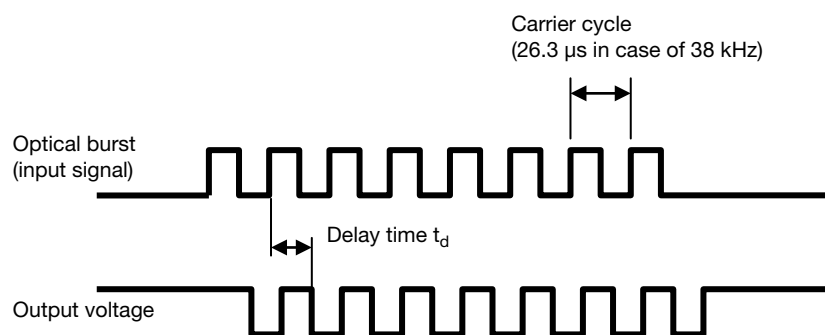 Carrier cycle
(26.3 µs in case of 38 kHz)
Optical burst
(input signal)
Delay time td
Output voltage